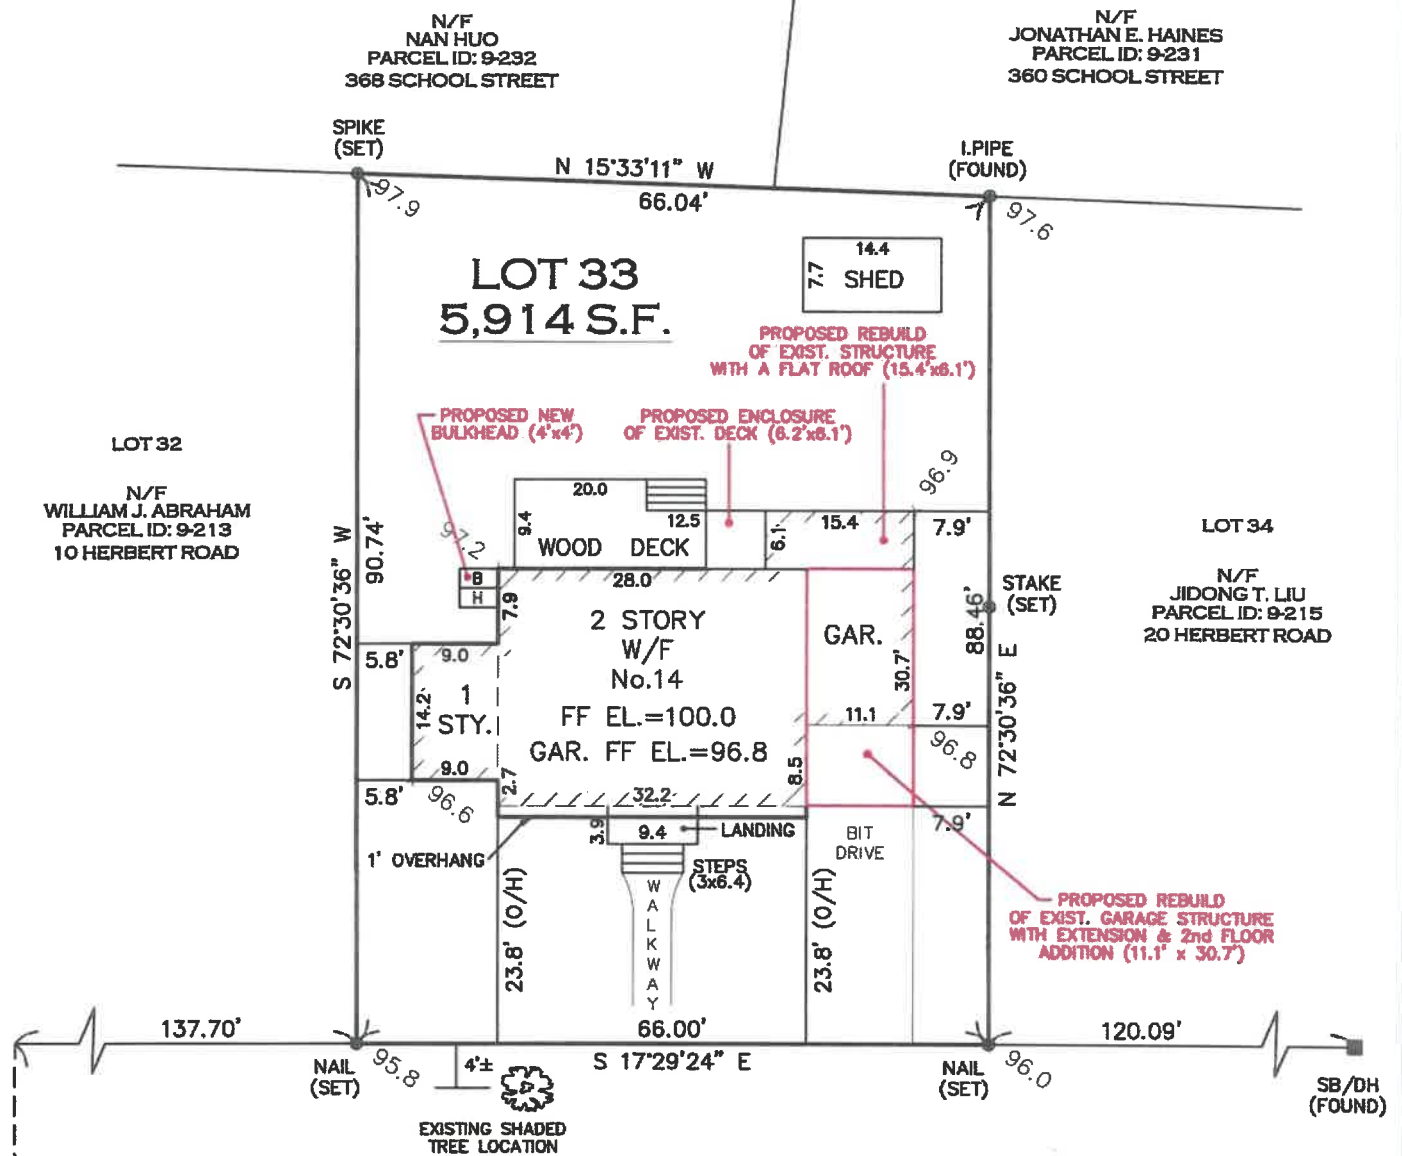 N/F
NAN HUO
PARCEL ID: 9-232
368 SCHOOL STREET
N/F
JONATHAN E. HAINES
PARCEL ID: 9-231
360 SCHOOL STREET
SPIKE
(SET)
N 15°33'11" W
66.04'
I.PIPE
(FOUND)
97.9
97.6
LOT 33
5,914 S.F.
14.4
7.7
SHED
PROPOSED REBUILD
OF EXIST. STRUCTURE
WITH A FLAT ROOF (15.4'x6.1')
PROPOSED NEW
BULKHEAD (4'x4')
PROPOSED ENCLOSURE
OF EXIST. DECK (6.2'x6.1')
LOT 32
N/F
WILLIAM J. ABRAHAM
PARCEL ID: 9-213
10 HERBERT ROAD
S 72°30'36" W
90.74'
97.2
96.9
20.0
9.4
12.5
WOOD DECK
6.1
15.4
7.9'
LOT 34
N/F
JIDONG T. LIU
PARCEL ID: 9-215
20 HERBERT ROAD
STAKE
(SET)
88.46'
N 72°30'36" E
B
H
7.9
28.0
2 STORY
W/F
No.14
FF EL.=100.0
GAR. FF EL.=96.8
GAR.
30.7'
11.1
7.9'
96.8
5.8'
9.0
14.2
1
STY.
9.0
2.7
8.5
5.8'
96.6
32.2
7.9'
3.9
9.4
LANDING
1' OVERHANG
STEPS
(3x6.4)
BIT
DRIVE
WALKWAY
23.8' (O/H)
23.8' (O/H)
PROPOSED REBUILD
OF EXIST. GARAGE STRUCTURE
WITH EXTENSION & 2nd FLOOR
ADDITION (11.1' x 30.7')
137.70'
66.00'
120.09'
S 17°29'24" E
NAIL
(SET)
95.8
4'±
NAIL
(SET)
96.0
SB/DH
(FOUND)
EXISTING SHADED
TREE LOCATION